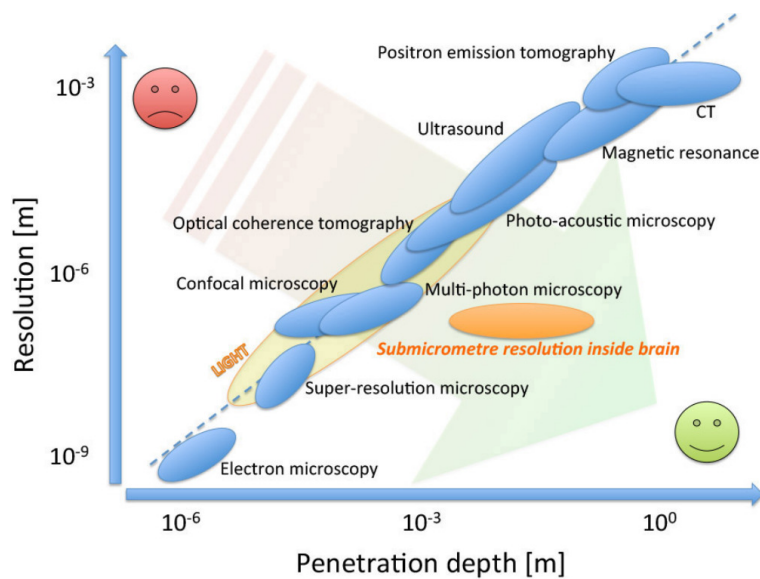 Positron emission tomography
10⁻³
CT
Ultrasound
Magnetic resonance
Optical coherence tomography
Photo-acoustic microscopy
Resolution [m]
10⁻⁶
Confocal microscopy
Multi-photon microscopy
Submicrometre resolution inside brain
LIGHT
Super-resolution microscopy
10⁻⁹
Electron microscopy
10⁻⁶
10⁻³
10⁰
Penetration depth [m]